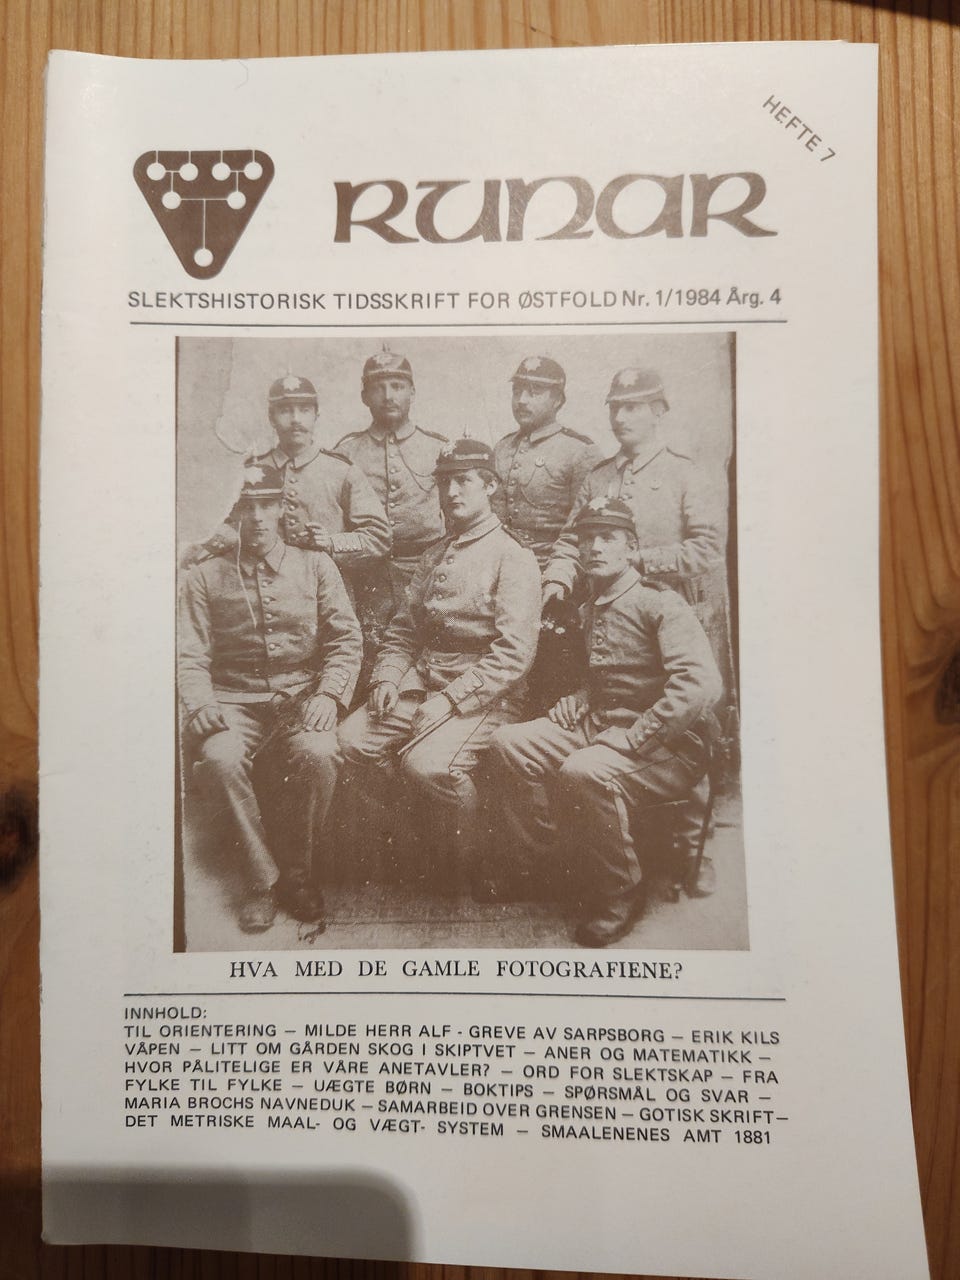 HEFTE 7
RUNAR
SLEKTSHISTORISK TIDSSKRIFT FOR ØSTFOLD Nr. 1/1984 Årg. 4
HVA MED DE GAMLE FOTOGRAFIENE?
INNHOLD:
TIL ORIENTERING – MILDE HERR ALF - GREVE AV SARPSBORG – ERIK KILS
VÅPEN – LITT OM GÅRDEN SKOG I SKIPTVET – ANER OG MATEMATIKK –
HVOR PÅLITELIGE ER VÅRE ANETAVLER? – ORD FOR SLEKTSKAP – FRA
FYLKE TIL FYLKE – UÆGTE BØRN – BOKTIPS – SPØRSMÅL OG SVAR –
MARIA BROCHS NAVNEDUK – SAMARBEID OVER GRENSEN – GOTISK SKRIFT–
DET METRISKE MAAL- OG VÆGT- SYSTEM – SMAALENENES AMT 1881